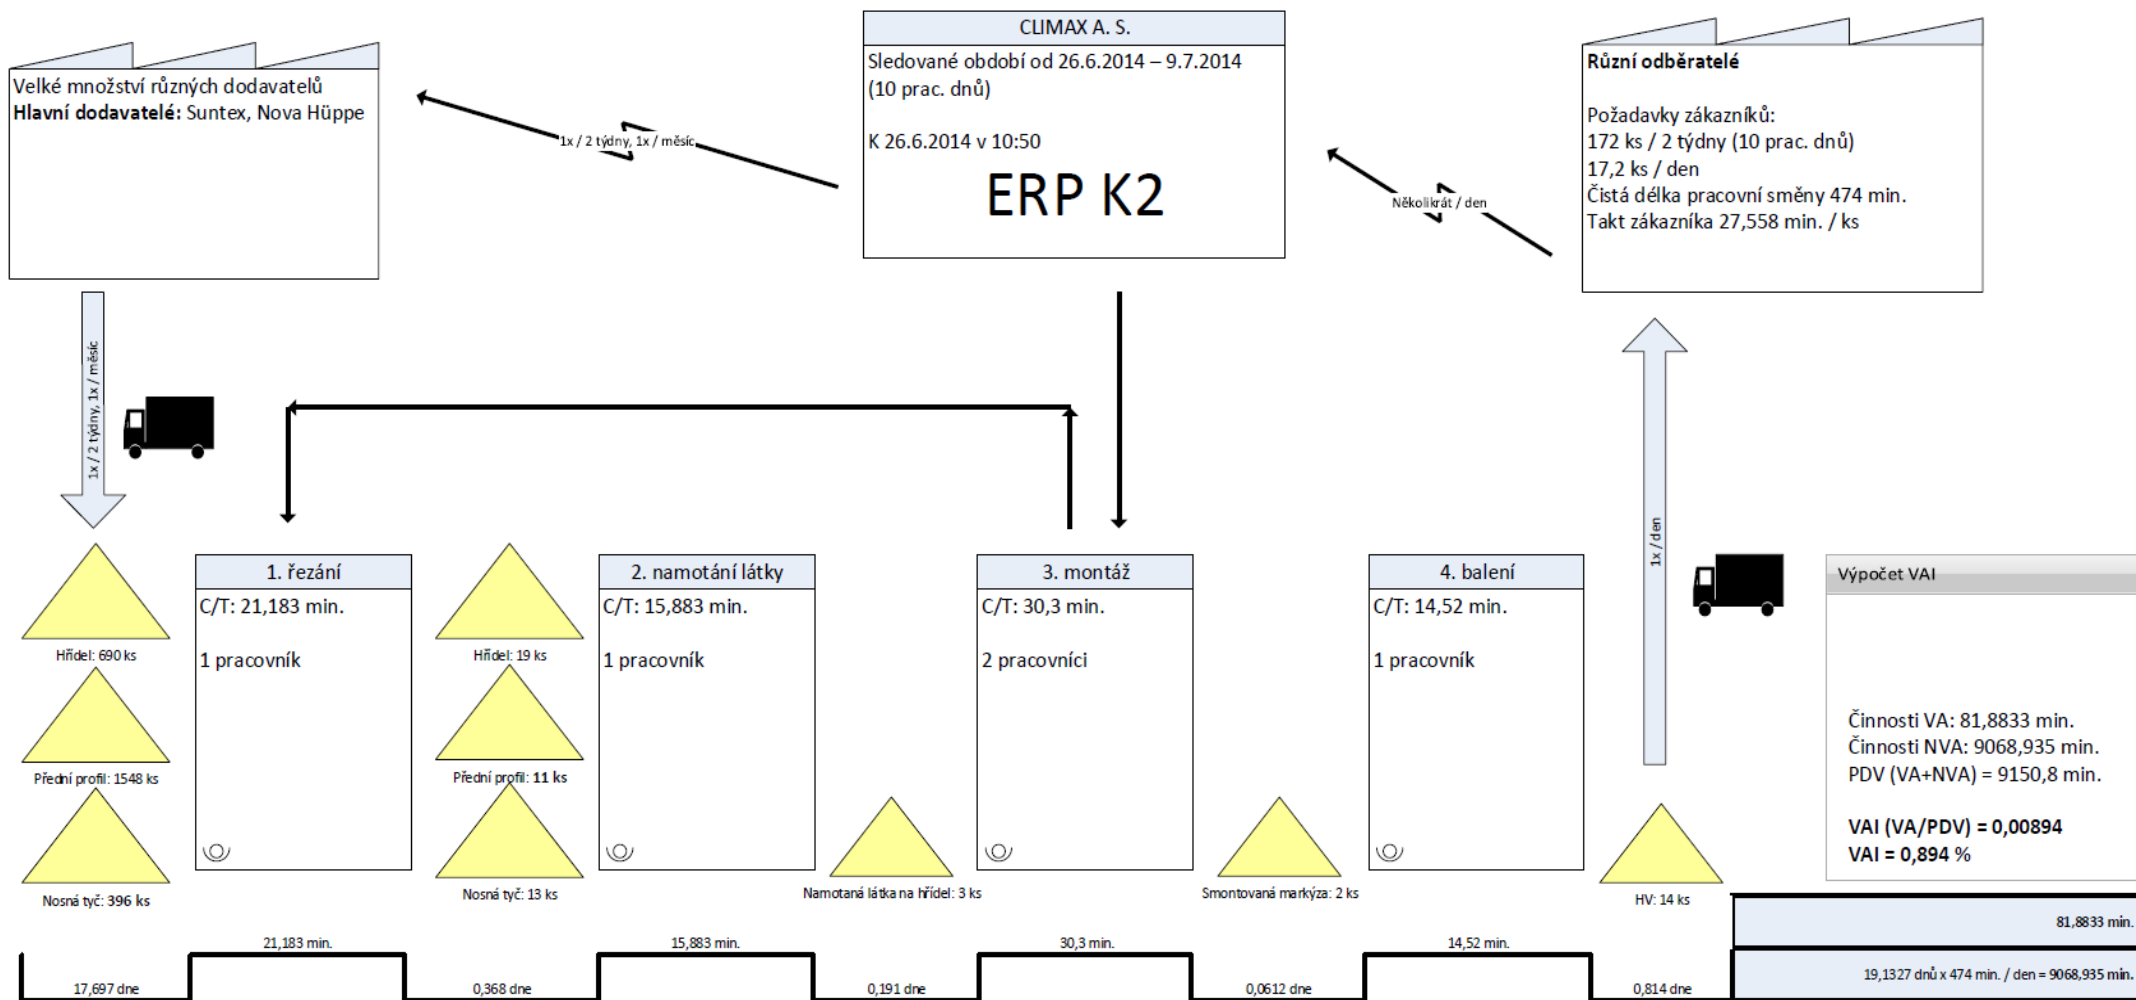 CLIMAX A. S.
Sledované období od 26.6.2014 – 9.7.2014
(10 prac. dnů)
K 26.6.2014 v 10:50
ERP K2
Velké množství různých dodavatelů
Hlavní dodavatelé: Suntex, Nova Hüppe
1x / 2 týdny, 1x / měsíc
Několikrát / den
Různí odběratelé
Požadavky zákazníků:
172 ks / 2 týdny (10 prac. dnů)
17,2 ks / den
Čistá délka pracovní směny 474 min.
Takt zákazníka 27,558 min. / ks
1x / 2 týdny, 1x / měsíc
1x / den
Hřídel: 690 ks
Přední profil: 1548 ks
Nosná tyč: 396 ks
1. řezání
C/T: 21,183 min.
1 pracovník
Hřídel: 19 ks
Přední profil: 11 ks
Nosná tyč: 13 ks
2. namotání látky
C/T: 15,883 min.
1 pracovník
Namotaná látka na hřídel: 3 ks
3. montáž
C/T: 30,3 min.
2 pracovníci
Smontovaná markýza: 2 ks
4. balení
C/T: 14,52 min.
1 pracovník
HV: 14 ks
Výpočet VAI
Činnosti VA: 81,8833 min.
Činnosti NVA: 9068,935 min.
PDV (VA+NVA) = 9150,8 min.
VAI (VA/PDV) = 0,00894
VAI = 0,894 %
17,697 dne
21,183 min.
0,368 dne
15,883 min.
0,191 dne
30,3 min.
0,0612 dne
14,52 min.
0,814 dne
81,8833 min.
19,1327 dnů x 474 min. / den = 9068,935 min.